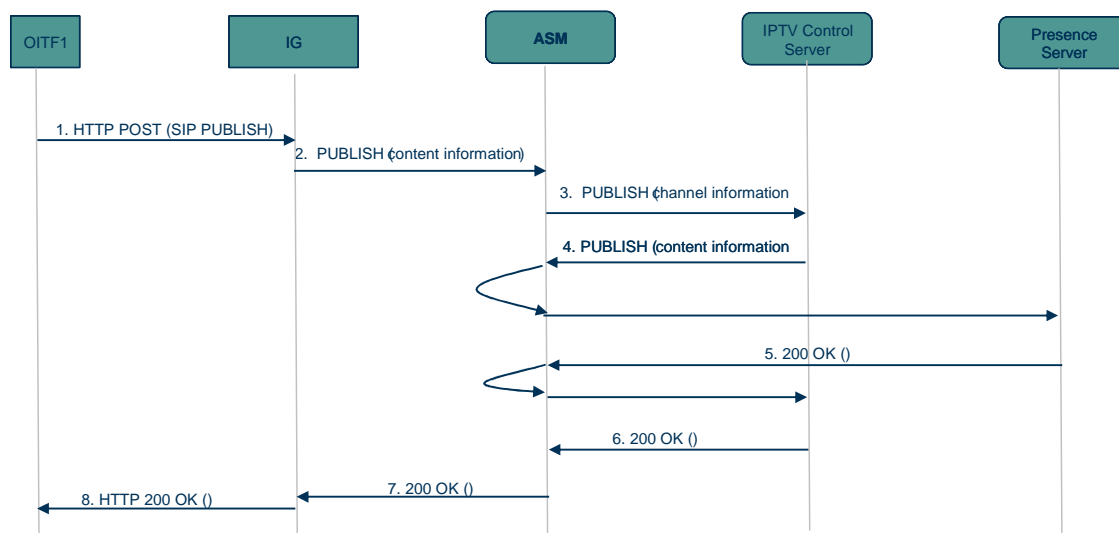 OITF1
IG
ASM
IPTV Control
Server
Presence
Server
1. HTTP POST (SIP PUBLISH)
2. PUBLISH (content information)
3. PUBLISH (channel information
4. PUBLISH (content information
5. 200 OK ()
6. 200 OK ()
7. 200 OK ()
8. HTTP 200 OK ()